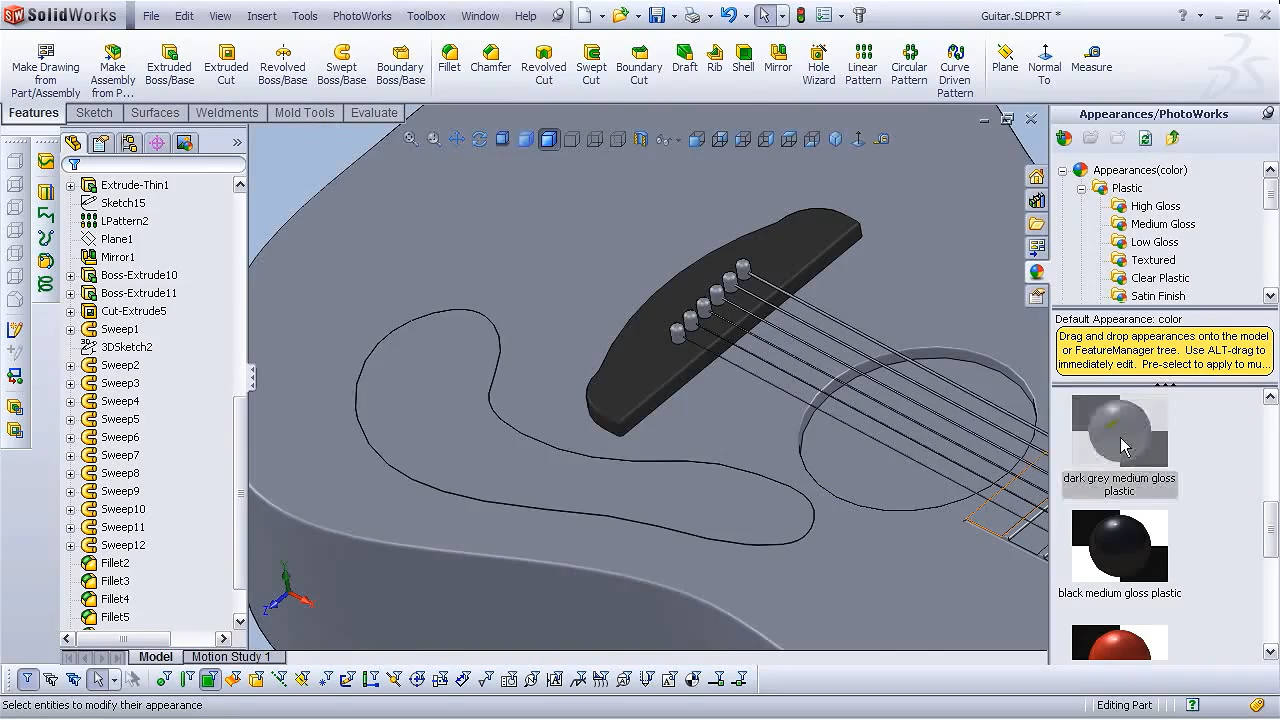 SolidWorks File Edit View Insert Tools PhotoWorks Toolbox Window Help Guitar.SLDPRT *
Make Drawing from Part/Assembly
Make Assembly from P...
Extruded Boss/Base
Extruded Cut
Revolved Boss/Base
Swept Boss/Base
Boundary Boss/Base
Fillet
Chamfer
Revolved Cut
Swept Cut
Boundary Cut
Draft
Rib
Shell
Mirror
Hole Wizard
Linear Pattern
Circular Pattern
Curve Driven Pattern
Plane
Normal To
Measure
Features Sketch Surfaces Weldments Mold Tools Evaluate
Extrude-Thin1
Sketch15
LPattern2
Plane1
Mirror1
Boss-Extrude10
Boss-Extrude11
Cut-Extrude5
Sweep1
3DSketch2
Sweep2
Sweep3
Sweep4
Sweep5
Sweep6
Sweep7
Sweep8
Sweep9
Sweep10
Sweep11
Sweep12
Fillet2
Fillet3
Fillet4
Fillet5
Model Motion Study 1
Appearances/PhotoWorks
Appearances(color)
Plastic
High Gloss
Medium Gloss
Low Gloss
Textured
Clear Plastic
Satin Finish
Default Appearance: color
Drag and drop appearances onto the model
or FeatureManager tree. Use ALT-drag to
immediately edit. Pre-select to apply to mu...
dark grey medium gloss
plastic
black medium gloss plastic
Select entities to modify their appearance
Editing Part